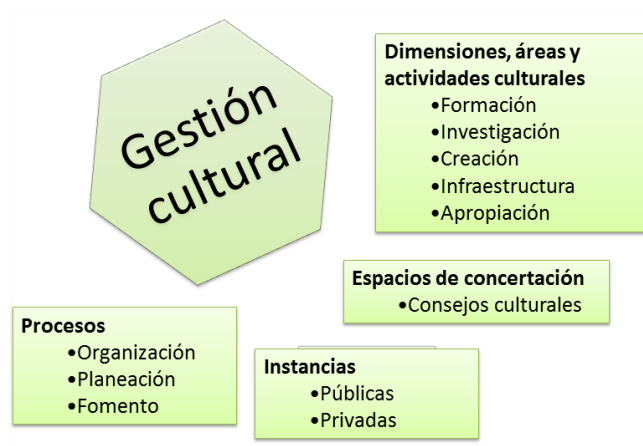 Gestión
cultural
Dimensiones, áreas y
actividades culturales
•Formación
•Investigación
•Creación
•Infraestructura
•Apropiación
Espacios de concertación
•Consejos culturales
Procesos
•Organización
•Planeación
•Fomento
Instancias
•Públicas
•Privadas